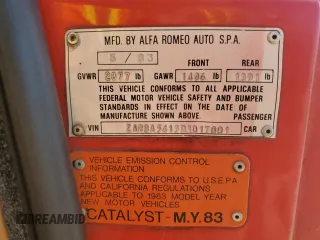 MFD. BY ALFA ROMEO AUTO S.P.A.
5 / 83
FRONT REAR
GVWR lb GAWR lb lb
THIS VEHICLE CONFORMS TO ALL APPLICABLE
FEDERAL MOTOR VEHICLE SAFETY AND BUMPER
STANDARDS IN EFFECT ON THE DATE OF
MANUFACTURE SHOWN ABOVE. PASSENGER
VIN CAR
VEHICLE EMISSION CONTROL
INFORMATION
THIS VEHICLE CONFORMS TO U.S.E.PA
AND CALIFORNIA REGULATIONS
APPLICABLE TO 1983 MODEL YEAR
NEW MOTOR VEHICLES
CATALYST-M.Y.83
DREAMBID